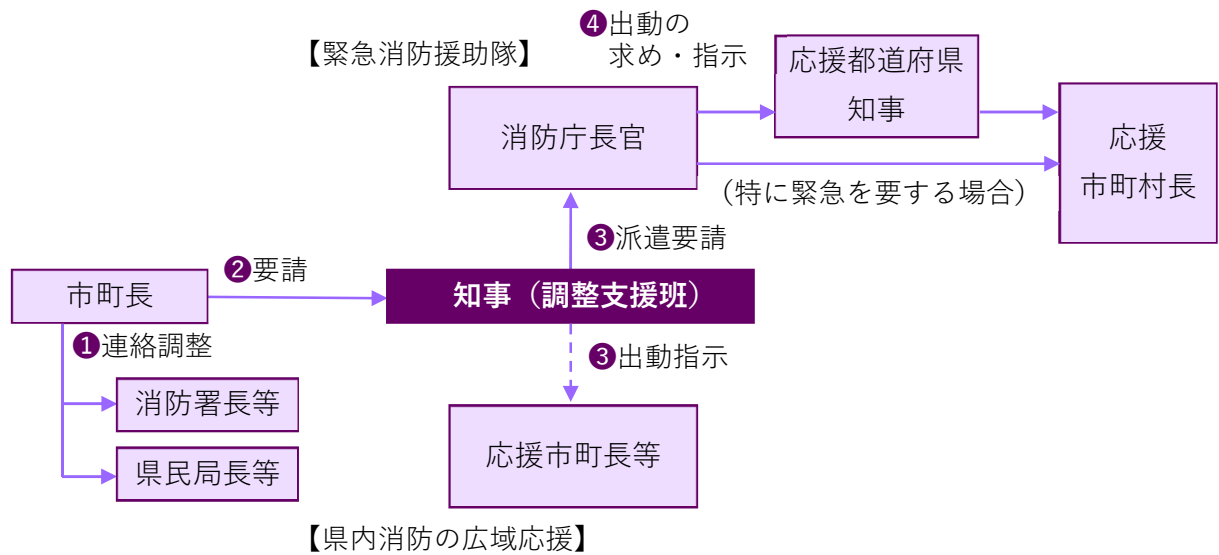 【緊急消防援助隊】
❹出動の
求め・指示
応援都道府県
知事
消防庁長官
応援
市町村長
（特に緊急を要する場合）
❸派遣要請
❷要請
市町長
知事（調整支援班）
❶連絡調整
❸出動指示
消防署長等
応援市町長等
県民局長等
【県内消防の広域応援】